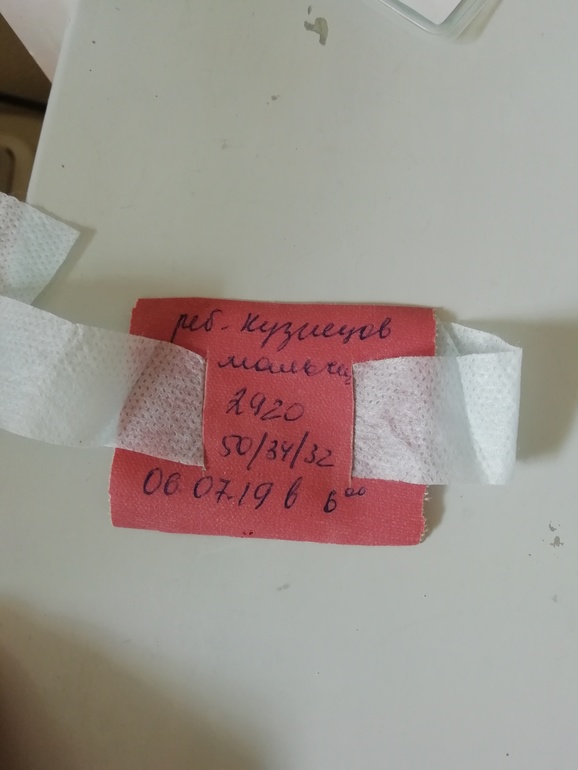 реб. Кузнецов
мальчик
2920
50/34/32
06.07.19 в 6⁰⁰